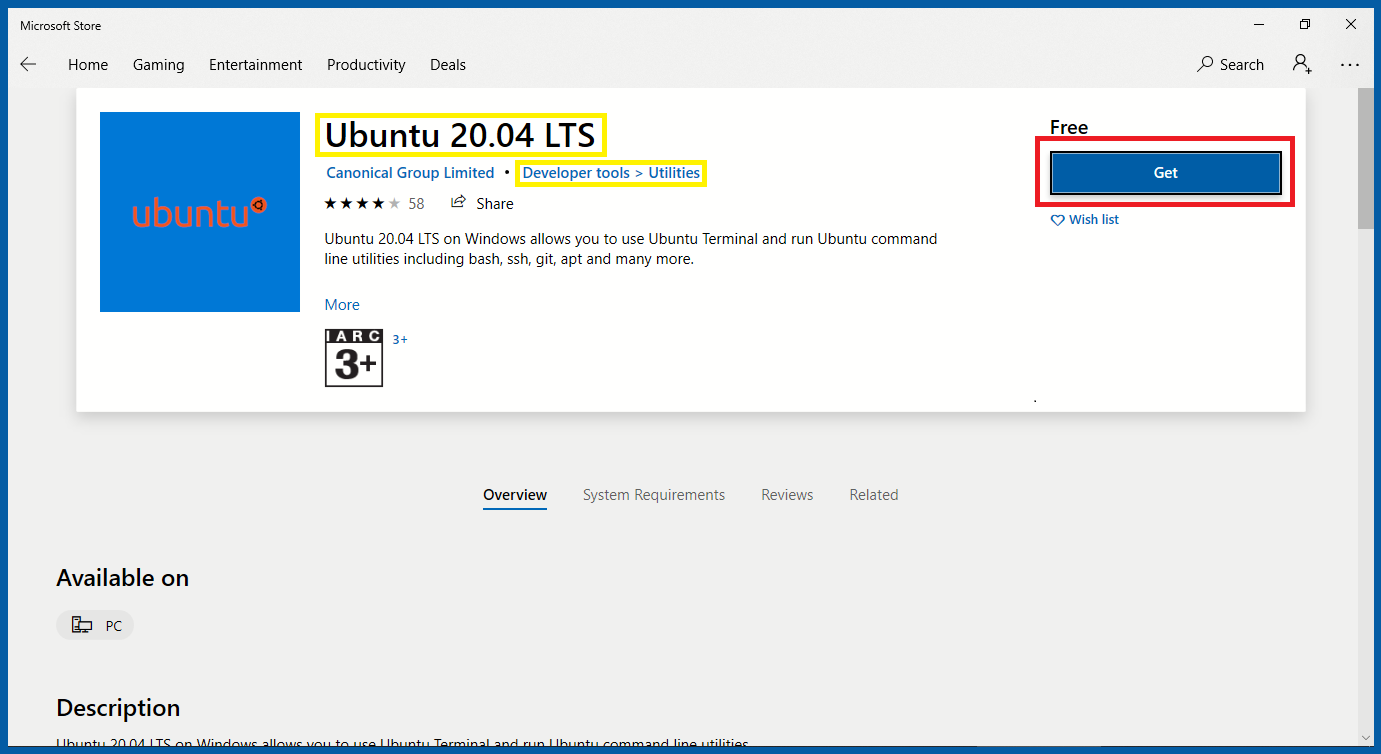 Microsoft Store
Home Gaming Entertainment Productivity Deals Search
ubuntu
Ubuntu 20.04 LTS
Canonical Group Limited • Developer tools > Utilities
58 Share
Ubuntu 20.04 LTS on Windows allows you to use Ubuntu Terminal and run Ubuntu command
line utilities including bash, ssh, git, apt and many more.
More
IARC
3+
3+
Free
Get
Wish list
.
Overview System Requirements Reviews Related
Available on
PC
Description
Ubuntu 20.04 LTS on Windows allows you to use Ubuntu Terminal and run Ubuntu command line utilities